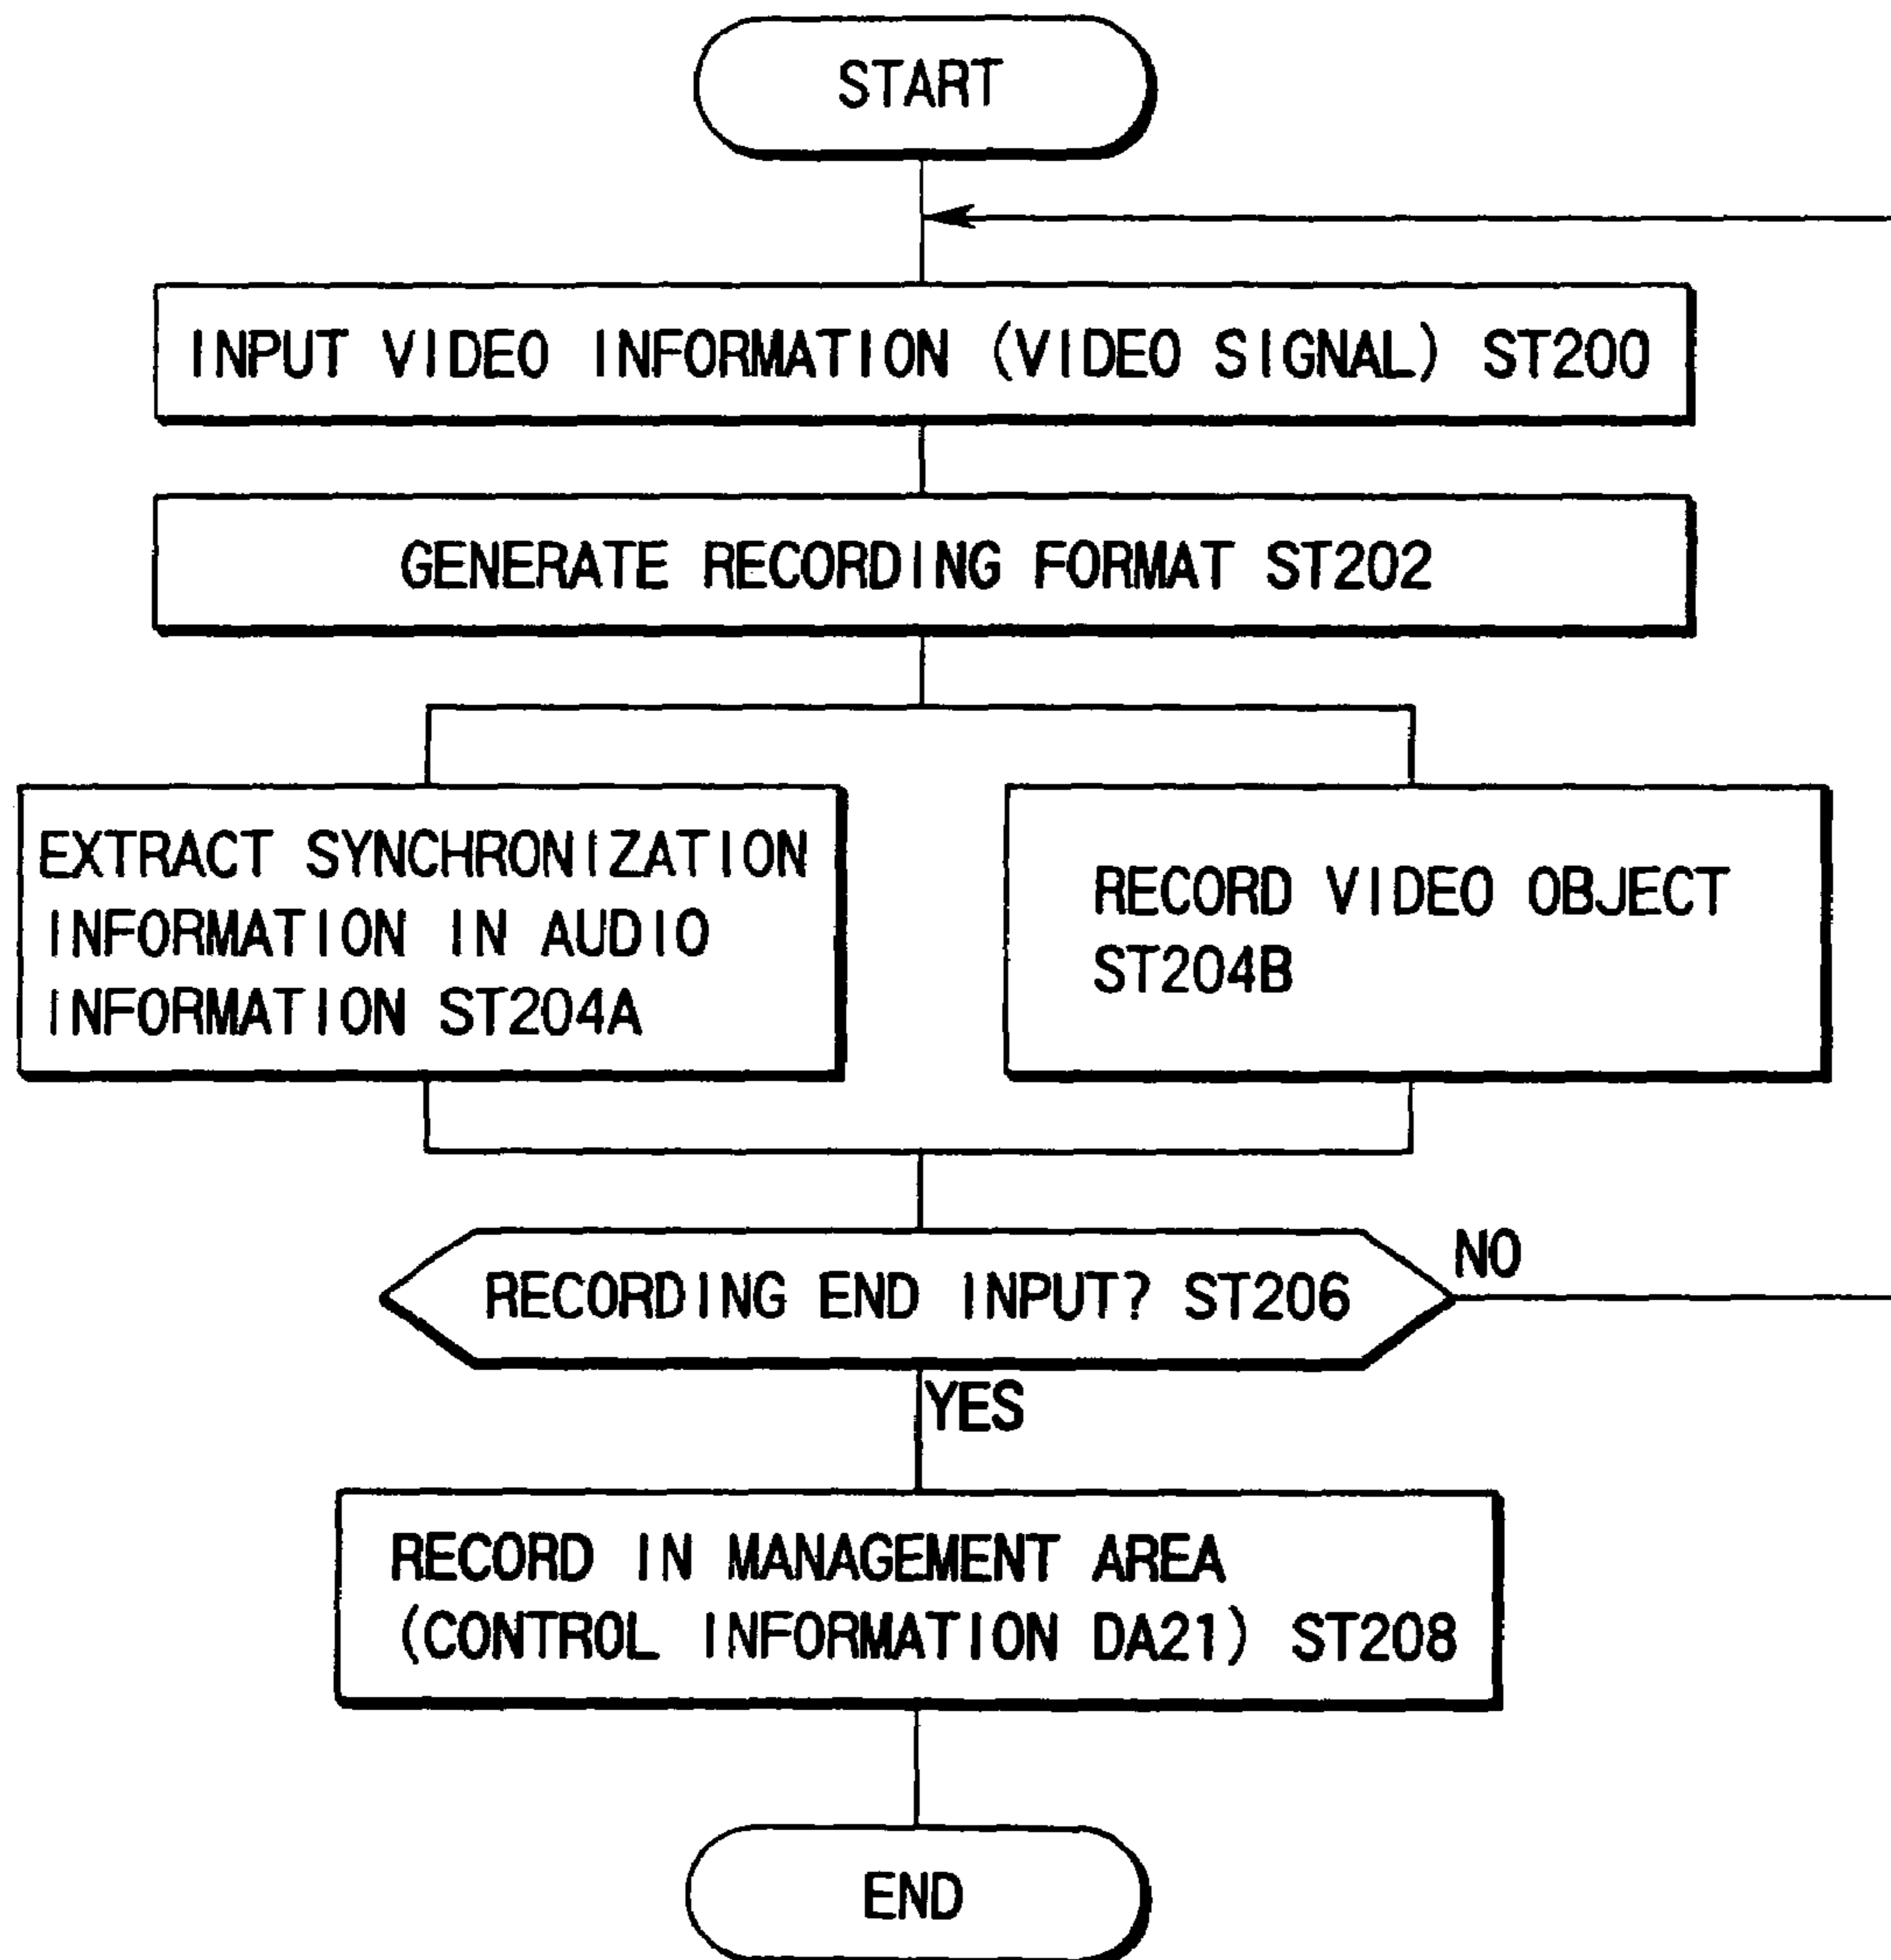 START
INPUT VIDEO INFORMATION (VIDEO SIGNAL) ST200
GENERATE RECORDING FORMAT ST202
EXTRACT SYNCHRONIZATION
INFORMATION IN AUDIO
INFORMATION ST204A
RECORD VIDEO OBJECT
ST204B
RECORDING END INPUT? ST206
NO
YES
RECORD IN MANAGEMENT AREA
(CONTROL INFORMATION DA21) ST208
END